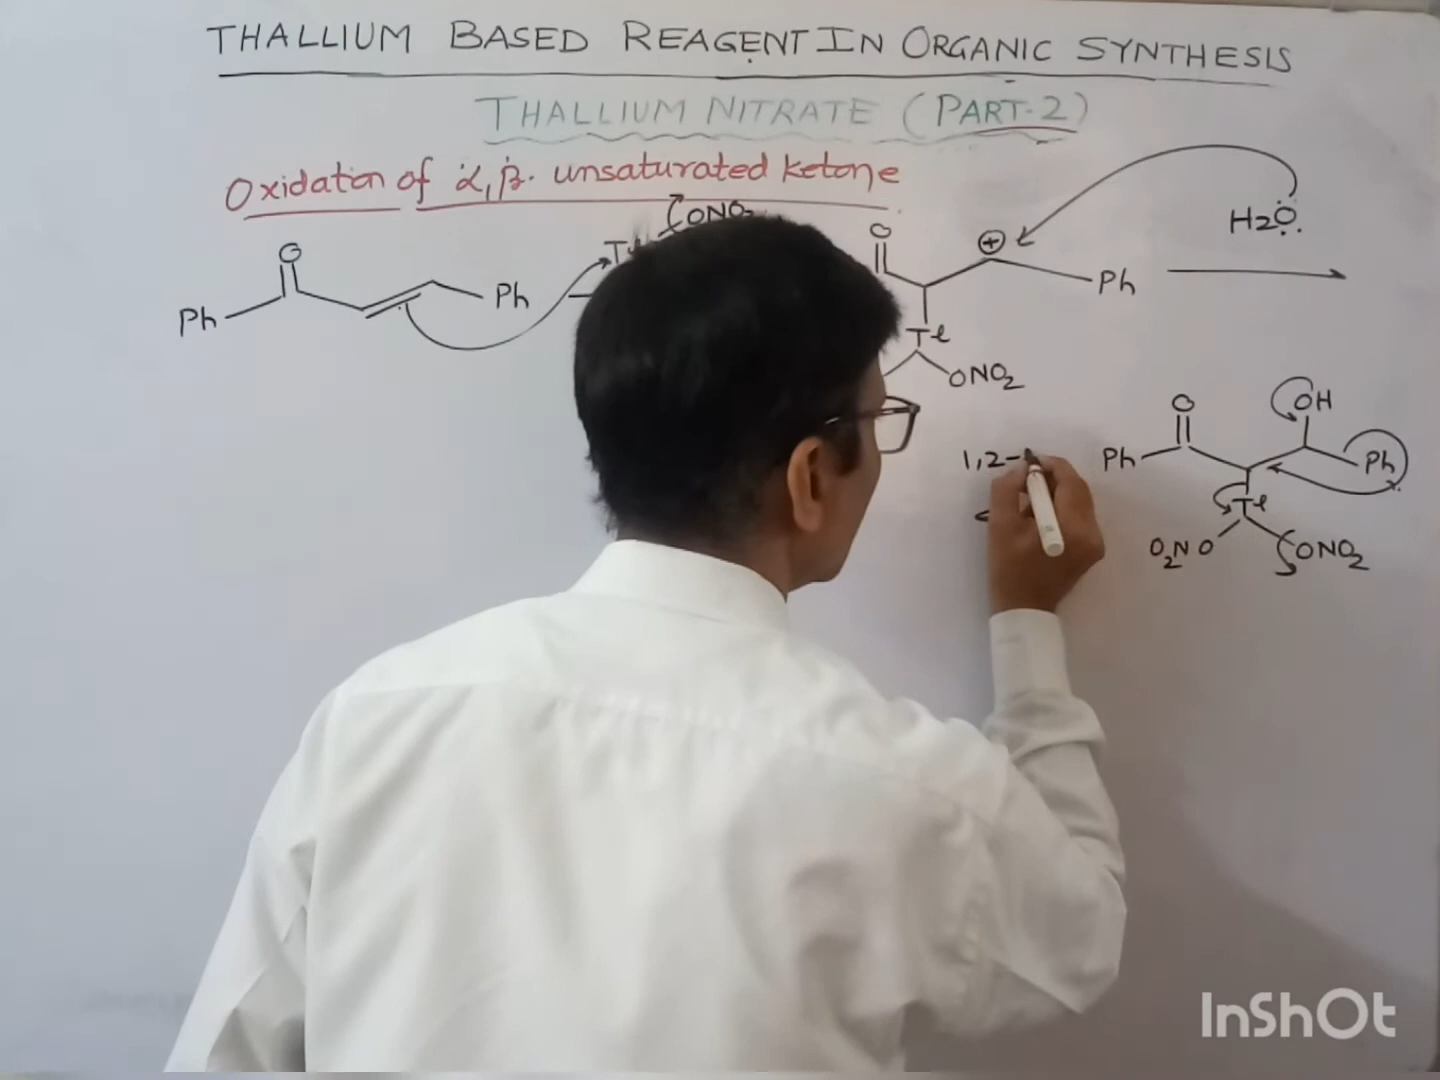 THALLIUM BASED REAGENT IN ORGANIC SYNTHESIS
THALLIUM NITRATE (PART-2)
Oxidation of α,β- unsaturated ketone
O
Ph
Ph
ONO2
O
⊕
Ph
Tl
ONO2
H2O
O
OH
Ph
Ph
Tl
O2NO
ONO2
1,2-
InShOt